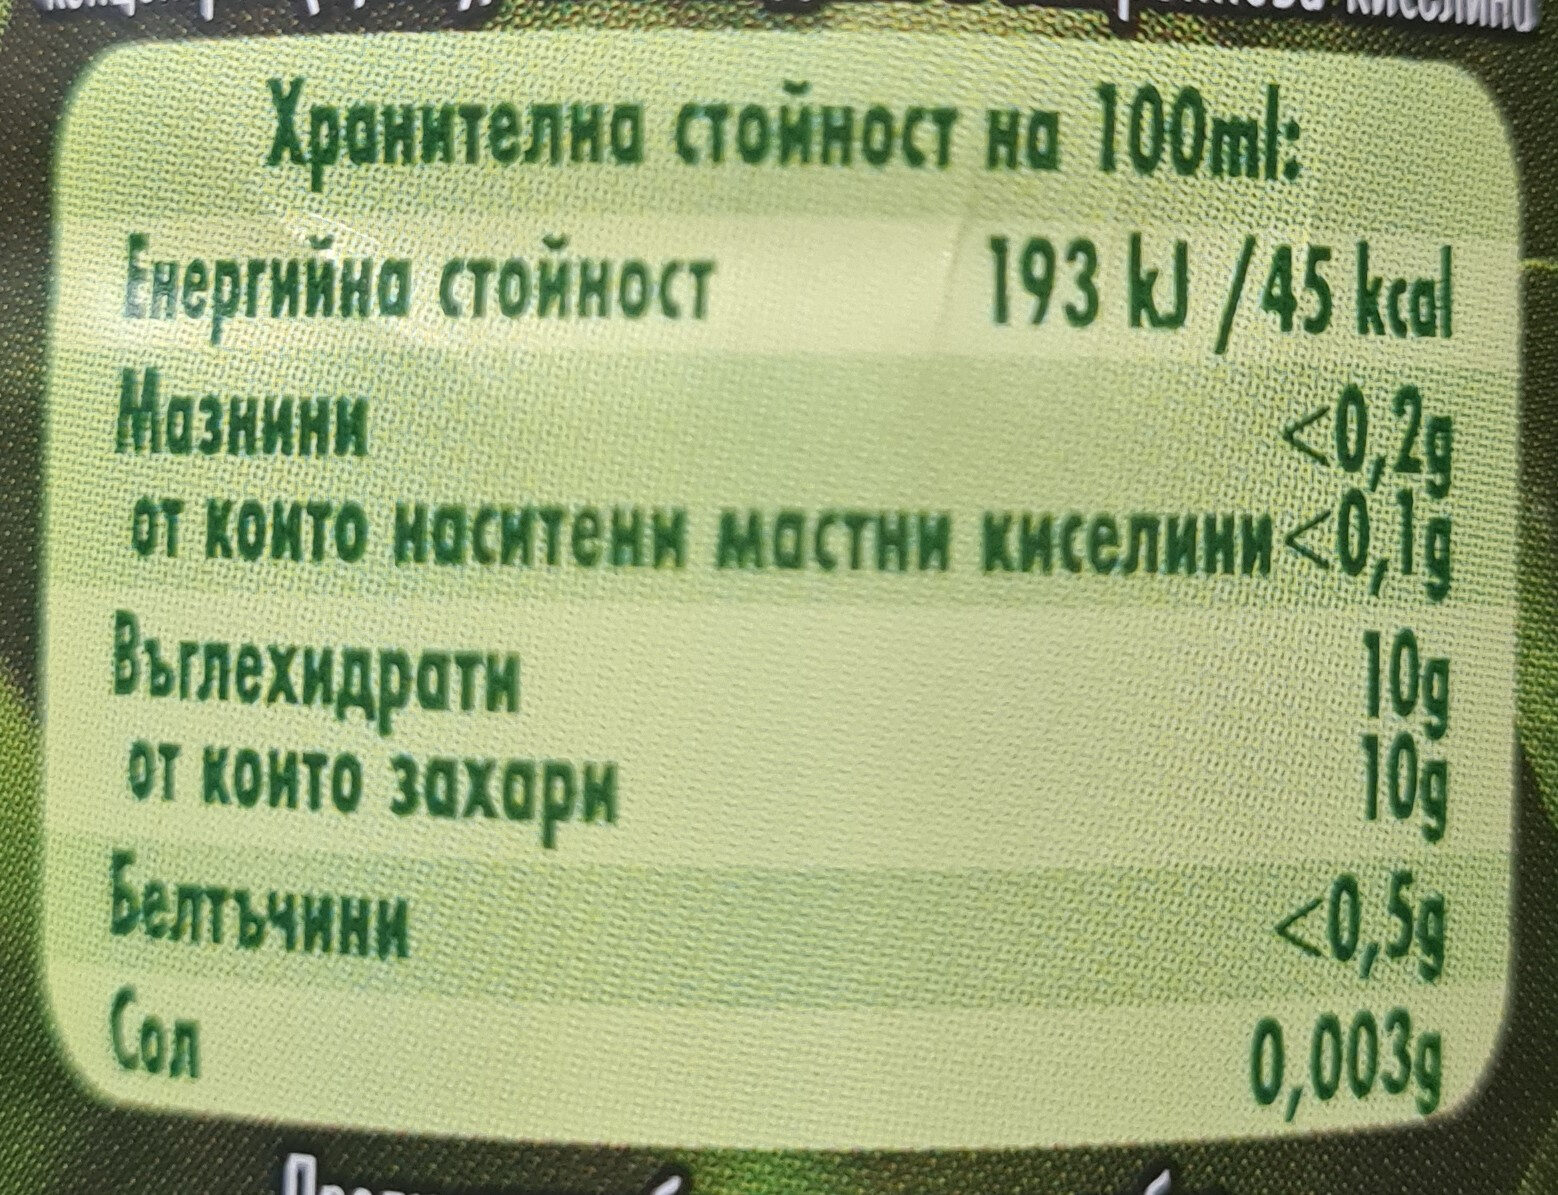 киселина
Хранителна стойност на 100ml:
Енергийна стойност 193 kJ /45 kcal
Мазнини <0,2g
от които наситени мастни киселини <0,1g
Въглехидрати 10g
от които захари 10g
Белтъчини <0,5g
Сол 0,003g